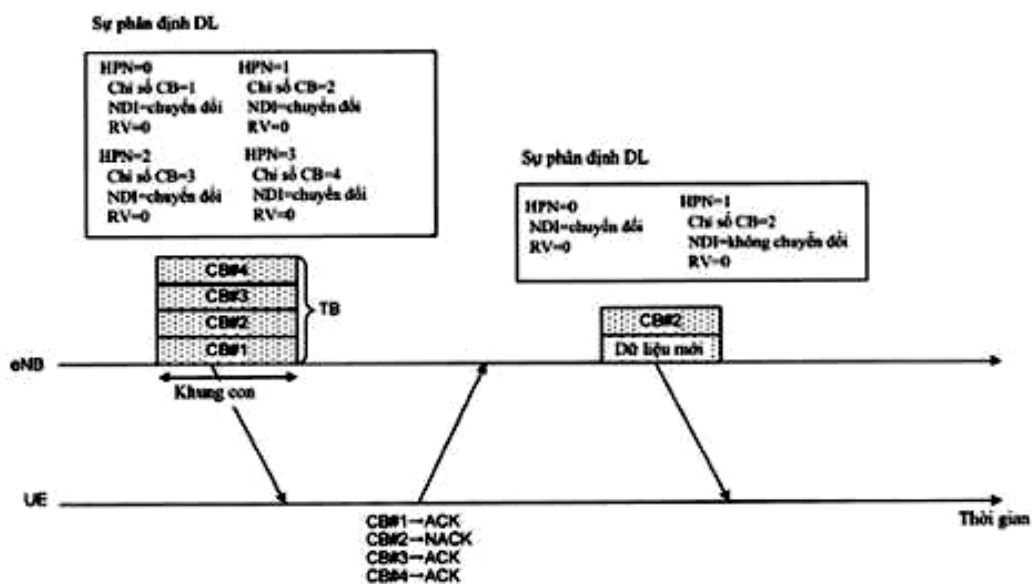 Sự phân định DL
HPN=0 HPN=1
Chỉ số CB=1 Chỉ số CB=2
NDI=chuyển đổi NDI=chuyển đổi
RV=0 RV=0
HPN=2 HPN=3
Chỉ số CB=3 Chỉ số CB=4
NDI=chuyển đổi NDI=chuyển đổi
RV=0 RV=0
Sự phân định DL
HPN=0 HPN=1
NDI=chuyển đổi Chỉ số CB=2
RV=0 NDI=không chuyển đổi
RV=0
CB#4
CB#3
CB#2
CB#1
TB
CB#2
Dữ liệu mới
eNB
Khung con
UE
Thời gian
CB#1→ACK
CB#2→NACK
CB#3→ACK
CB#4→ACK